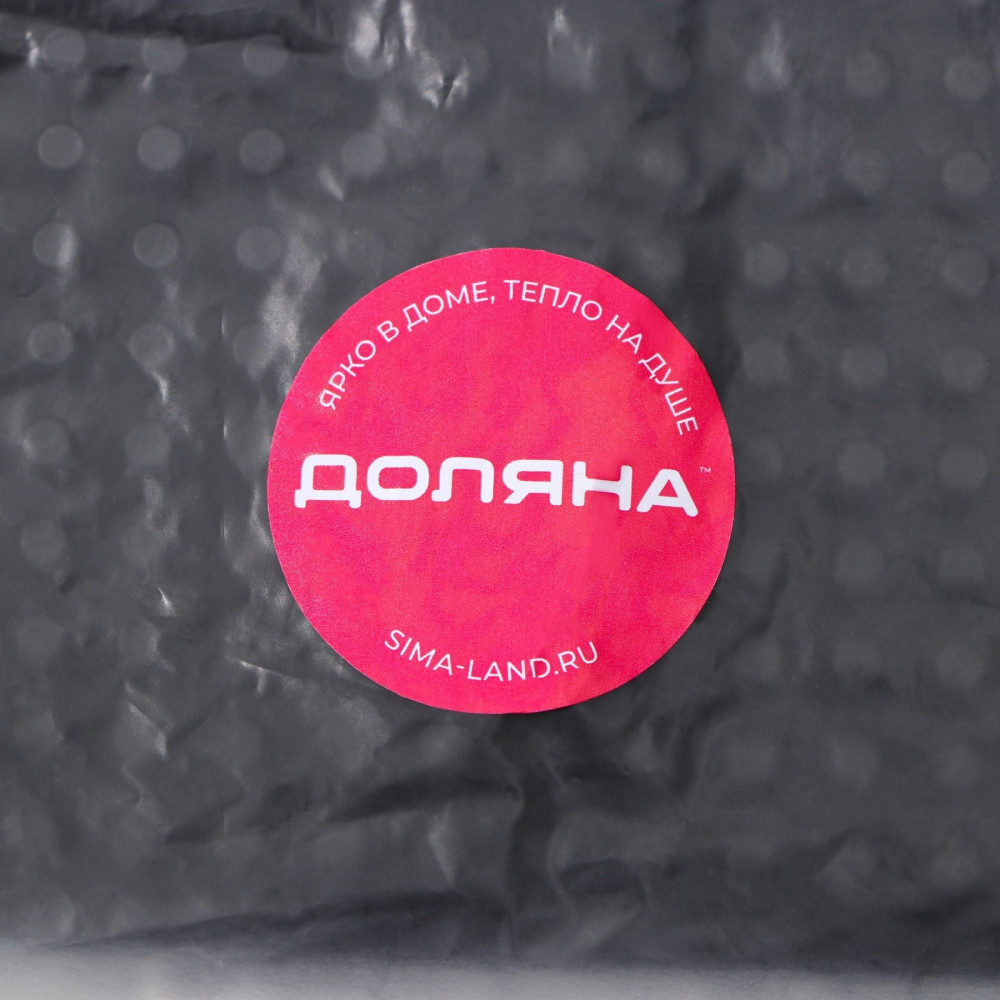 ЯРКО В ДОМЕ, ТЕПЛО НА ДУШЕ
ДОЛЯНА™
SIMA-LAND.RU